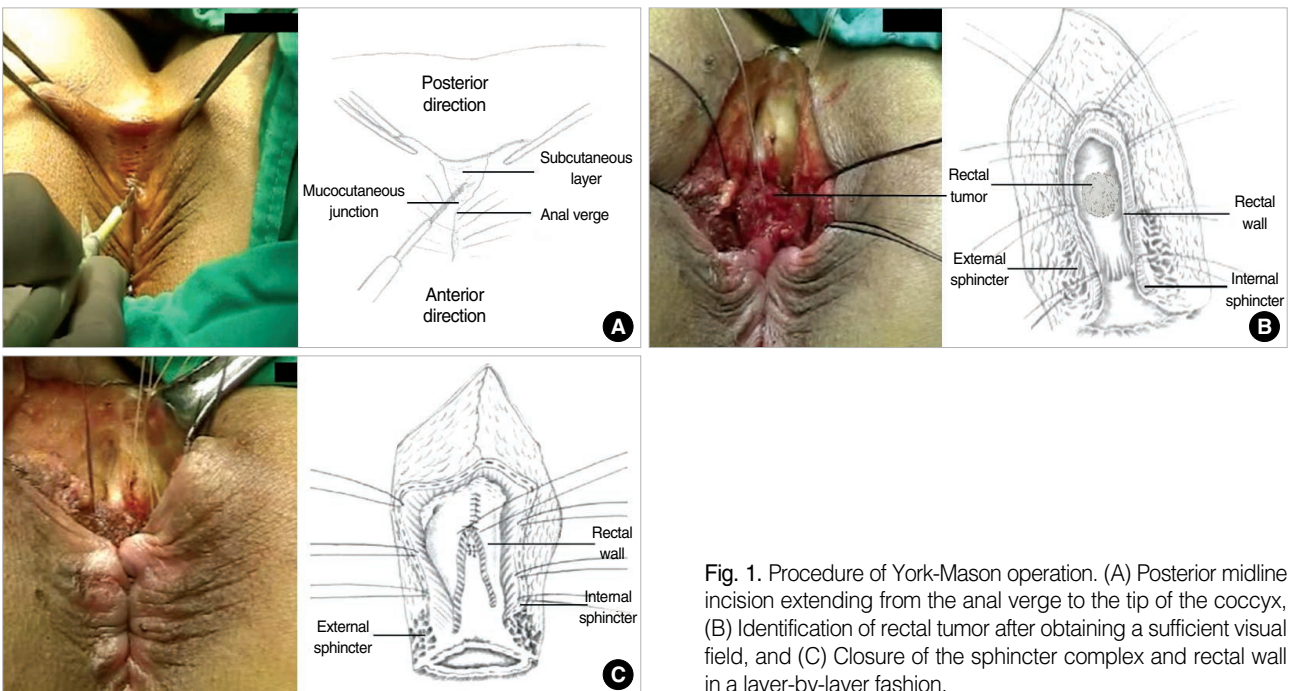 Posterior
direction
Subcutaneous
layer
Mucocutaneous
junction
Anal verge
Anterior
direction
A
Rectal
tumor
Rectal
wall
External
sphincter
Internal
sphincter
B
Rectal
wall
Internal
sphincter
External
sphincter
C
Fig. 1. Procedure of York-Mason operation. (A) Posterior midline
incision extending from the anal verge to the tip of the coccyx,
(B) Identification of rectal tumor after obtaining a sufficient visual
field, and (C) Closure of the sphincter complex and rectal wall
in a layer-by-layer fashion.